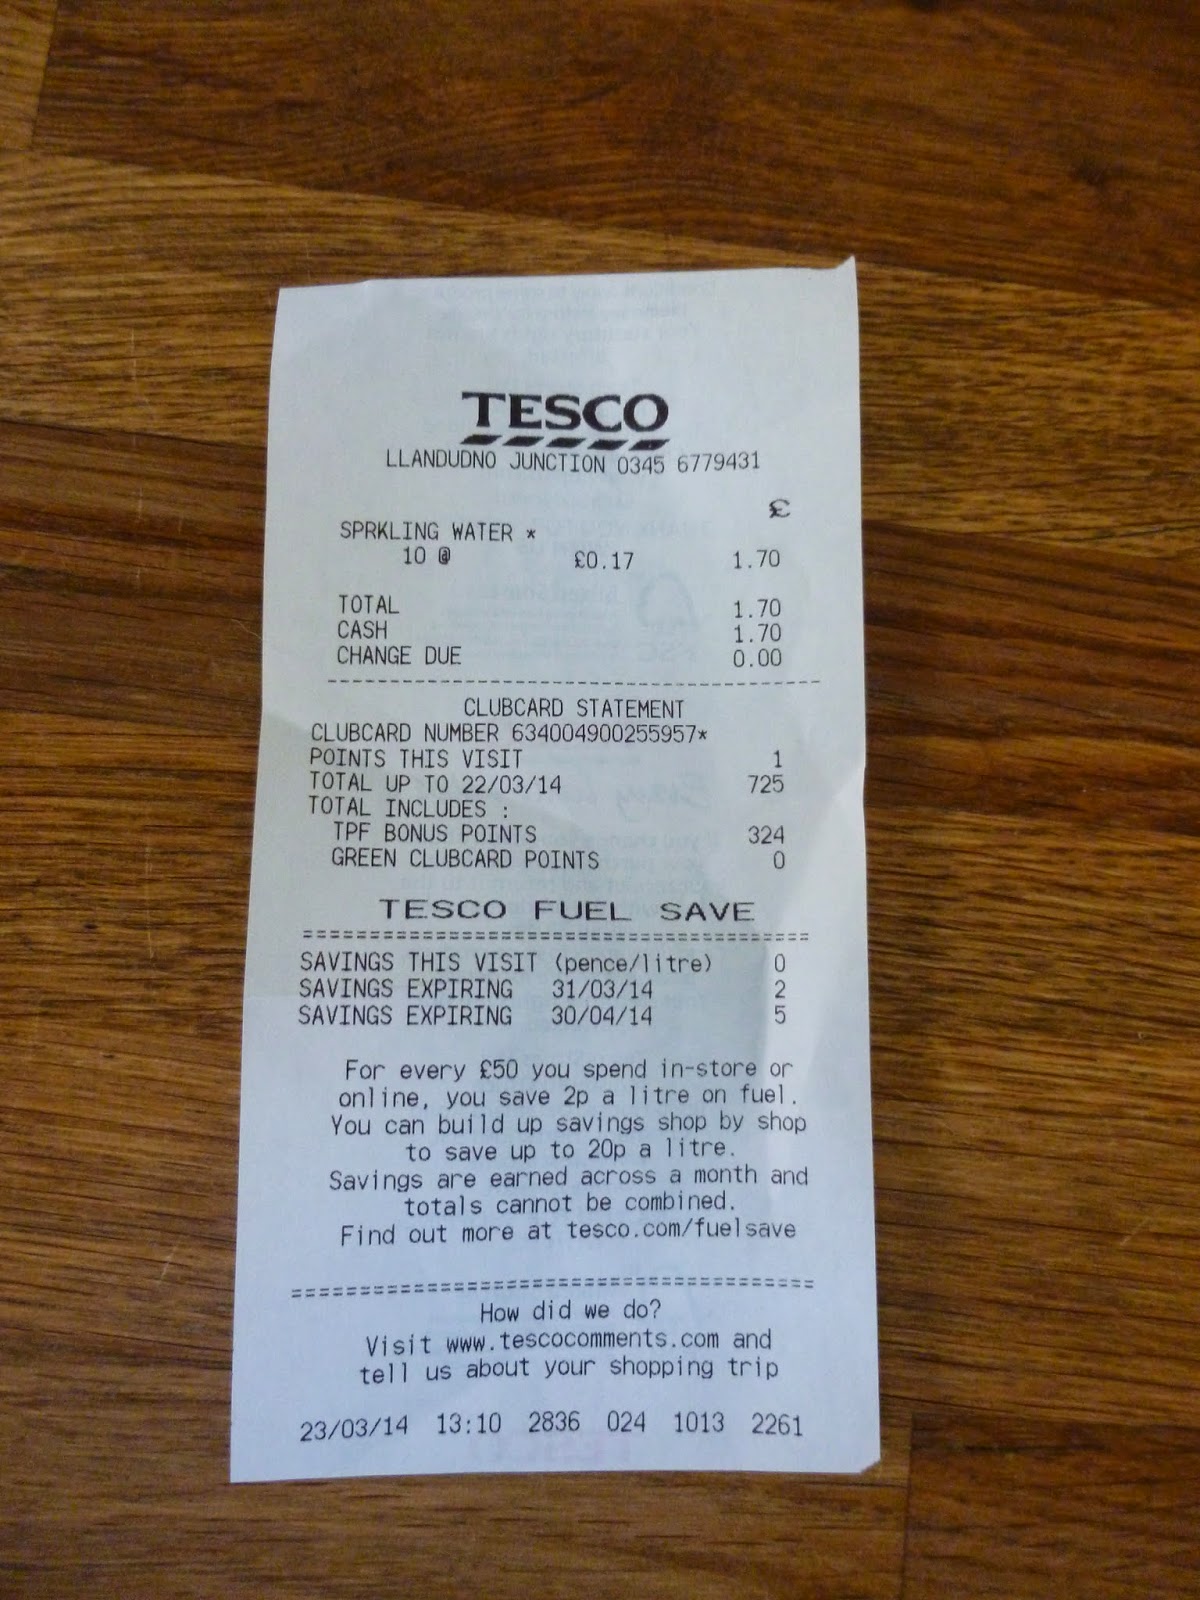 TESCO
LLANDUDNO JUNCTION 0345 6779431
£
SPRKLING WATER *
10 @ £0.17 1.70
TOTAL 1.70
CASH 1.70
CHANGE DUE 0.00
CLUBCARD STATEMENT
CLUBCARD NUMBER 634004900255957*
POINTS THIS VISIT 1
TOTAL UP TO 22/03/14 725
TOTAL INCLUDES :
TPF BONUS POINTS 324
GREEN CLUBCARD POINTS 0
TESCO FUEL SAVE
SAVINGS THIS VISIT (pence/litre) 0
SAVINGS EXPIRING 31/03/14 2
SAVINGS EXPIRING 30/04/14 5
For every £50 you spend in-store or
online, you save 2p a litre on fuel.
You can build up savings shop by shop
to save up to 20p a litre.
Savings are earned across a month and
totals cannot be combined.
Find out more at tesco.com/fuelsave
How did we do?
Visit www.tescocomments.com and
tell us about your shopping trip
23/03/14 13:10 2836 024 1013 2261